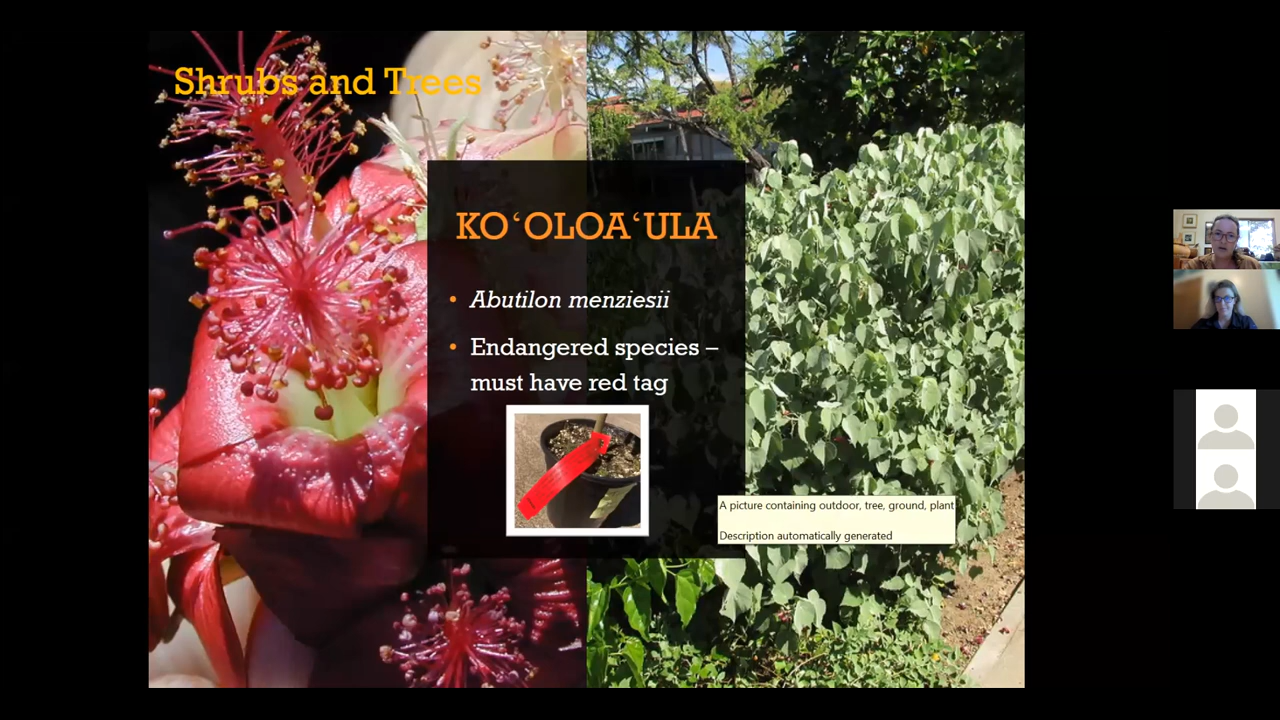 Shrubs and Trees
KOʻOLOAʻULA
• Abutilon menziesii
• Endangered species –
must have red tag
A picture containing outdoor, tree, ground, plant
Description automatically generated